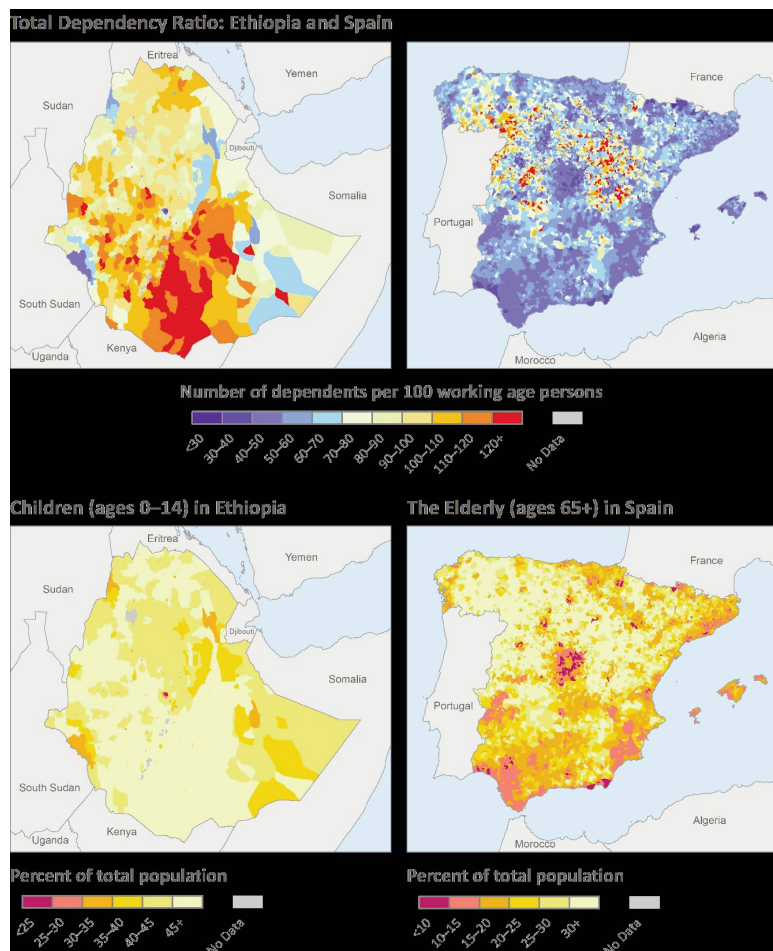 Total Dependency Ratio: Ethiopia and Spain
Eritrea
Yemen
Sudan
Djibouti
Somalia
South Sudan
Uganda
Kenya
France
Portugal
Algeria
Morocco
Number of dependents per 100 working age persons
<30
30–40
40–50
50–60
60–70
70–80
80–90
90–100
100–110
110–120
120+
No Data
Children (ages 0–14) in Ethiopia
Eritrea
Yemen
Sudan
Djibouti
Somalia
South Sudan
Uganda
Kenya
The Elderly (ages 65+) in Spain
France
Portugal
Algeria
Morocco
Percent of total population
<25
25–30
30–35
35–40
40–45
45+
No Data
Percent of total population
<10
10–15
15–20
20–25
25–30
30+
No Data